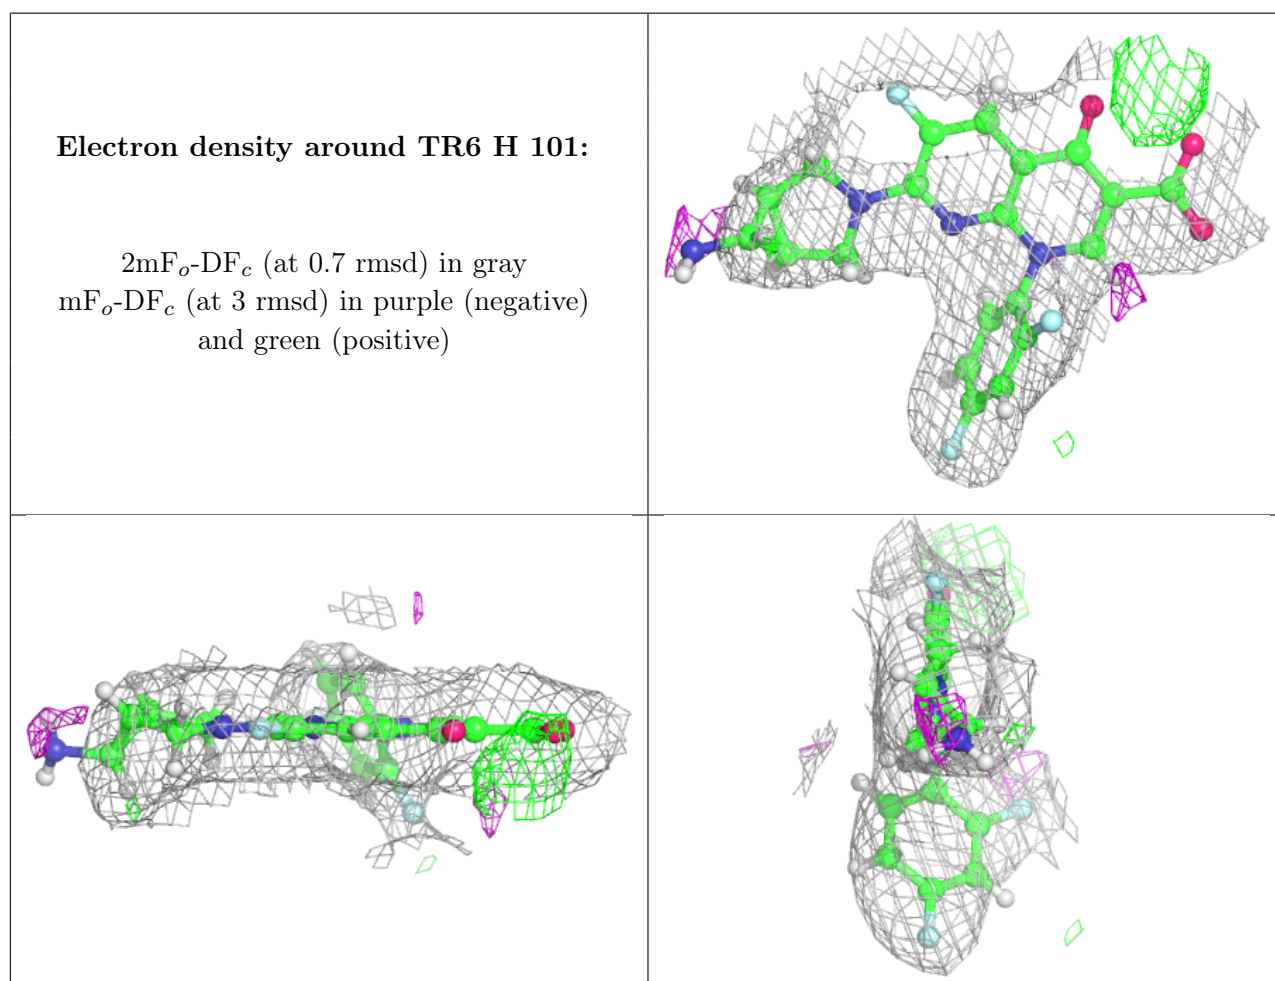 Electron density around TR6 H 101:
2mFo-DFc (at 0.7 rmsd) in gray
mFo-DFc (at 3 rmsd) in purple (negative)
and green (positive)